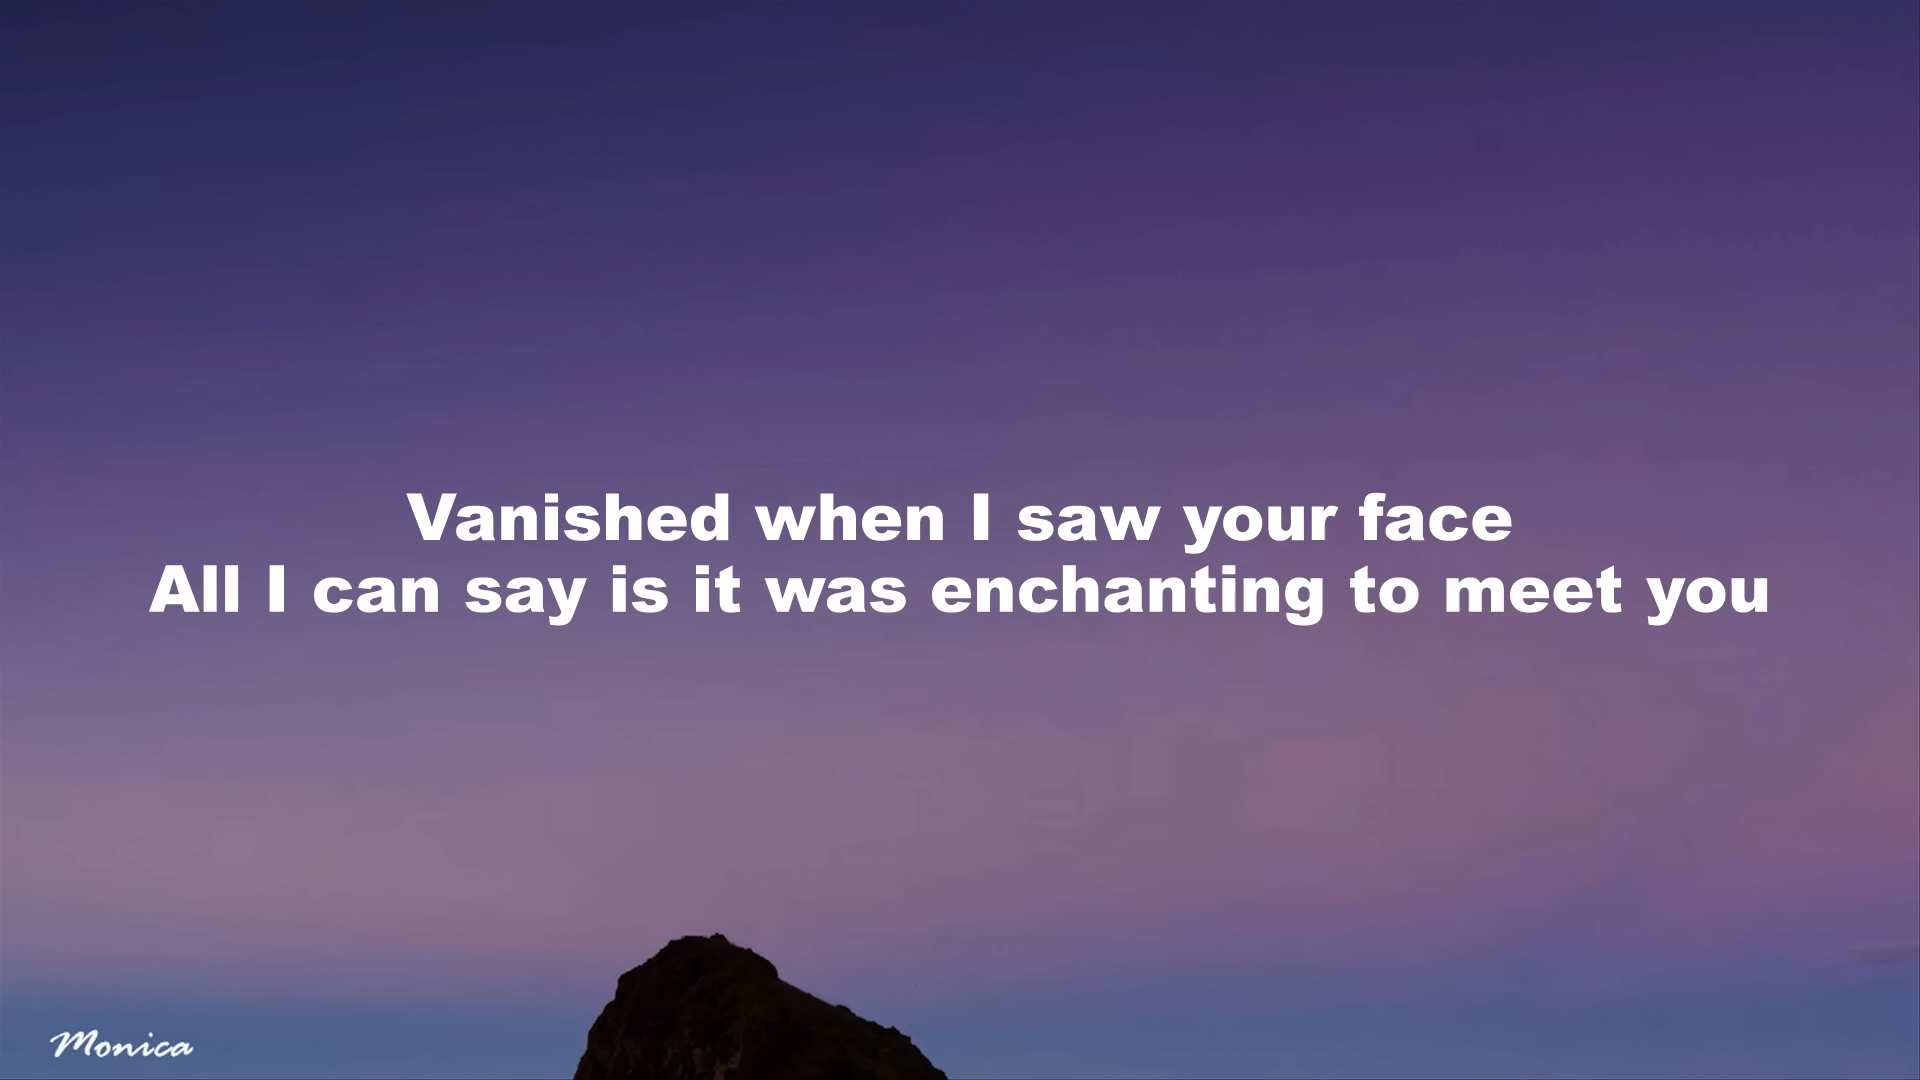 Vanished when I saw your face
All I can say is it was enchanting to meet you
Monica